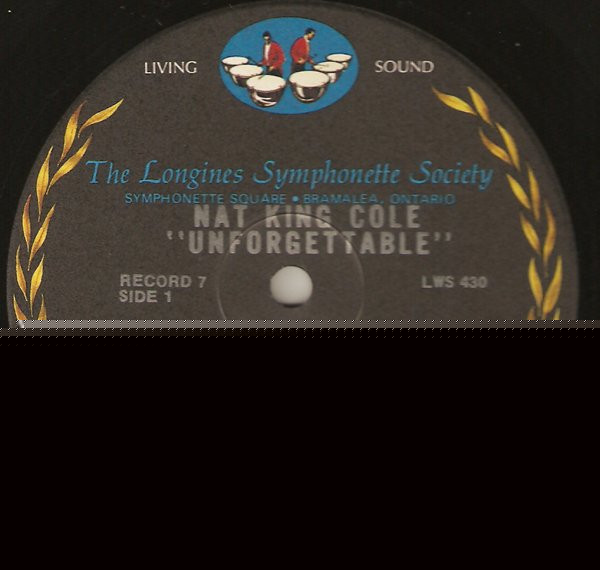 LIVING SOUND
The Longines Symphonette Society
SYMPHONETTE SQUARE • BRAMALEA, ONTARIO
NAT KING COLE
"UNFORGETTABLE"
RECORD 7 LWS 430
SIDE 1